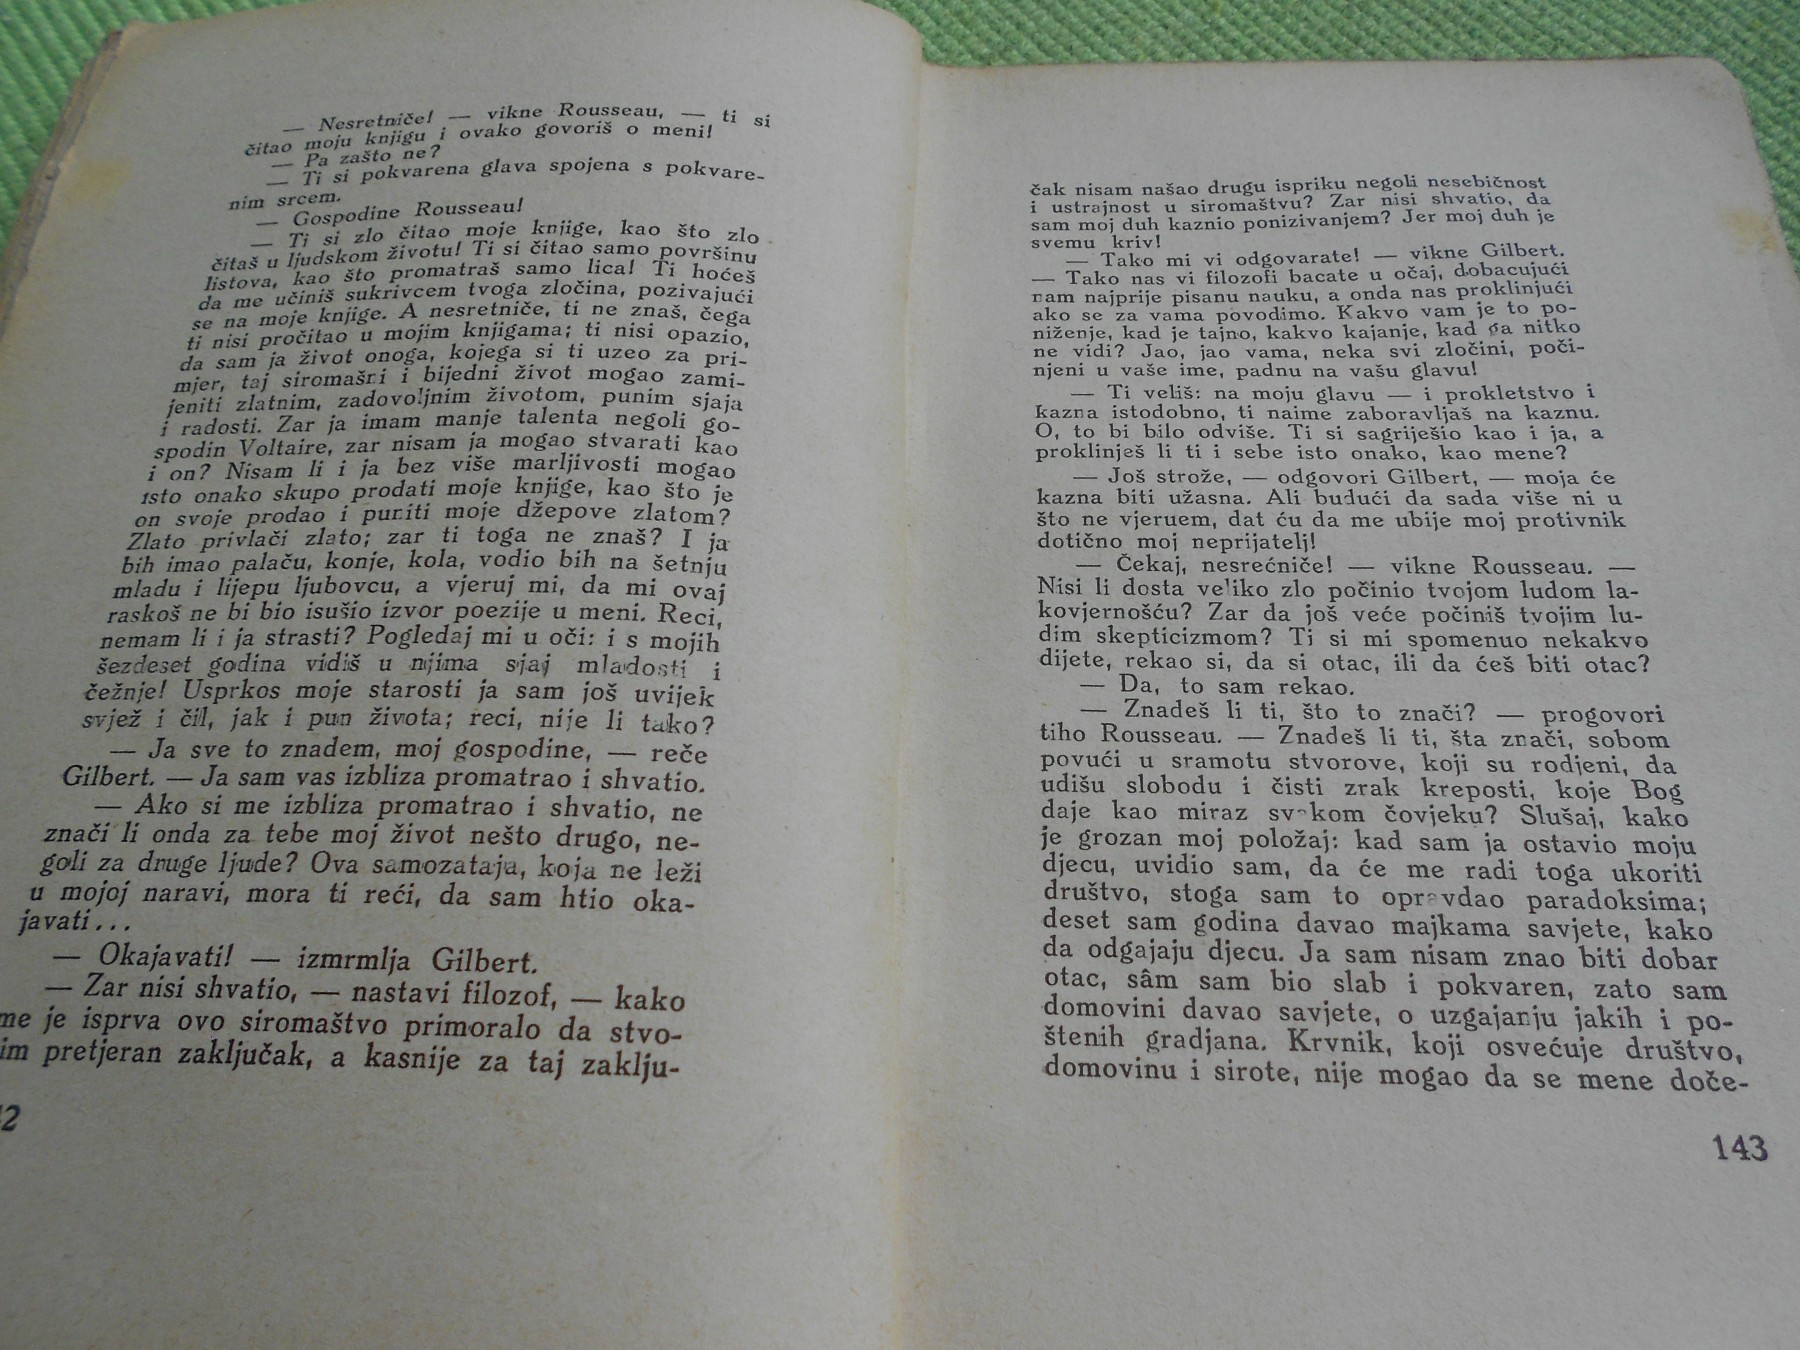 — Nesretniče! — vikne Rousseau, — ti si
čitao moju knjigu i ovako govoriš o meni!
— Pa zašto ne?
— Ti si pokvarena glava spojena s pokvare-
nim srcem.
— Gospodine Rousseau!
— Ti si zlo čitao moje knjige, kao što zlo
čitaš u ljudskom životu! Ti si čitao samo površinu
listova, kao što promatraš samo lica! Ti hoćeš
da me učiniš sukrivcem tvoga zločina, pozivajući
se na moje knjige. A nesretniče, ti ne znaš, čega
ti nisi pročitao u mojim knjigama; ti nisi opazio,
da sam ja život onoga, kojega si ti uzeo za pri-
mjer, taj siromašni i bijedni život mogao zami-
jeniti zlatnim, zadovoljnim životom, punim sjaja
i radosti. Zar ja imam manje talenta negoli go-
spodin Voltaire, zar nisam ja mogao stvarati kao
i on? Nisam li i ja bez više marljivosti mogao
isto onako skupo prodati moje knjige, kao što je
on svoje prodao i puniti moje džepove zlatom?
Zlato privlači zlato; zar ti toga ne znaš? I ja
bih imao palaču, konje, kola, vodio bih na šetnju
mladu i lijepu ljubovcu, a vjeruj mi, da mi ovaj
raskoš ne bi bio isušio izvor poezije u meni. Reci,
nemam li i ja strasti? Pogledaj mi u oči: i s mojih
šezdeset godina vidiš u njima sjaj mladosti i
čežnje! Usprkos moje starosti ja sam još uvijek
svjež i čil, jak i pun života; reci, nije li tako?
— Ja sve to znadem, moj gospodine, — reče
Gilbert. — Ja sam vas izbliza promatrao i shvatio.
— Ako si me izbliza promatrao i shvatio, ne
znači li onda za tebe moj život nešto drugo, ne-
goli za druge ljude? Ova samozataja, koja ne leži
u mojoj naravi, mora ti reći, da sam htio oka-
javati...
— Okajavati! — izmrmlja Gilbert.
— Zar nisi shvatio, — nastavi filozof, — kako
me je isprva ovo siromaštvo primoralo da stvo-
im pretjeran zaključak, a kasnije za taj zaklju-
42
čak nisam našao drugu ispriku negoli nesebičnost
i ustrajnost u siromaštvu? Zar nisi shvatio, da
sam moj duh kaznio ponizivanjem? Jer moj duh je
svemu kriv!
— Tako mi vi odgovarate! — vikne Gilbert.
— Tako nas vi filozofi bacate u očaj, dobacujući
nam najprije pisanu nauku, a onda nas proklinjući
ako se za vama povodimo. Kakvo vam je to po-
niženje, kad je tajno, kakvo kajanje, kad ga nitko
ne vidi? Jao, jao vama, neka svi zločini, poči-
njeni u vaše ime, padnu na vašu glavu!
— Ti veliš: na moju glavu — i prokletstvo i
kazna istodobno, ti naime zaboravljaš na kaznu.
O, to bi bilo odviše. Ti si sagriješio kao i ja, a
proklinješ li ti i sebe isto onako, kao mene?
— Još strože, — odgovori Gilbert, — moja će
kazna biti užasna. Ali budući da sada više ni u
što ne vjeruem, dat ću da me ubije moj protivnik
dotično moj neprijatelj!
— Čekaj, nesrećniče! — vikne Rousseau. —
Nisi li dosta veliko zlo počinio tvojom ludom la-
kovjernošću? Zar da još veće počiniš tvojim lu-
dim skepticizmom? Ti si mi spomenuo nekakvo
dijete, rekao si, da si otac, ili da ćeš biti otac?
— Da, to sam rekao.
— Znadeš li ti, što to znači? — progovori
tiho Rousseau. — Znadeš li ti, šta znači, sobom
povući u sramotu stvorove, koji su rodjeni, da
udišu slobodu i čisti zrak kreposti, koje Bog
daje kao miraz svakom čovjeku? Slušaj, kako
je grozan moj položaj: kad sam ja ostavio moju
djecu, uvidio sam, da će me radi toga ukoriti
društvo, stoga sam to opravdao paradoksima;
deset sam godina davao majkama savjete, kako
da odgajaju djecu. Ja sam nisam znao biti dobar
otac, sâm sam bio slab i pokvaren, zato sam
domovini davao savjete, o uzgajanju jakih i po-
štenih gradjana. Krvnik, koji osvećuje društvo,
domovinu i sirote, nije mogao da se mene doče-
143